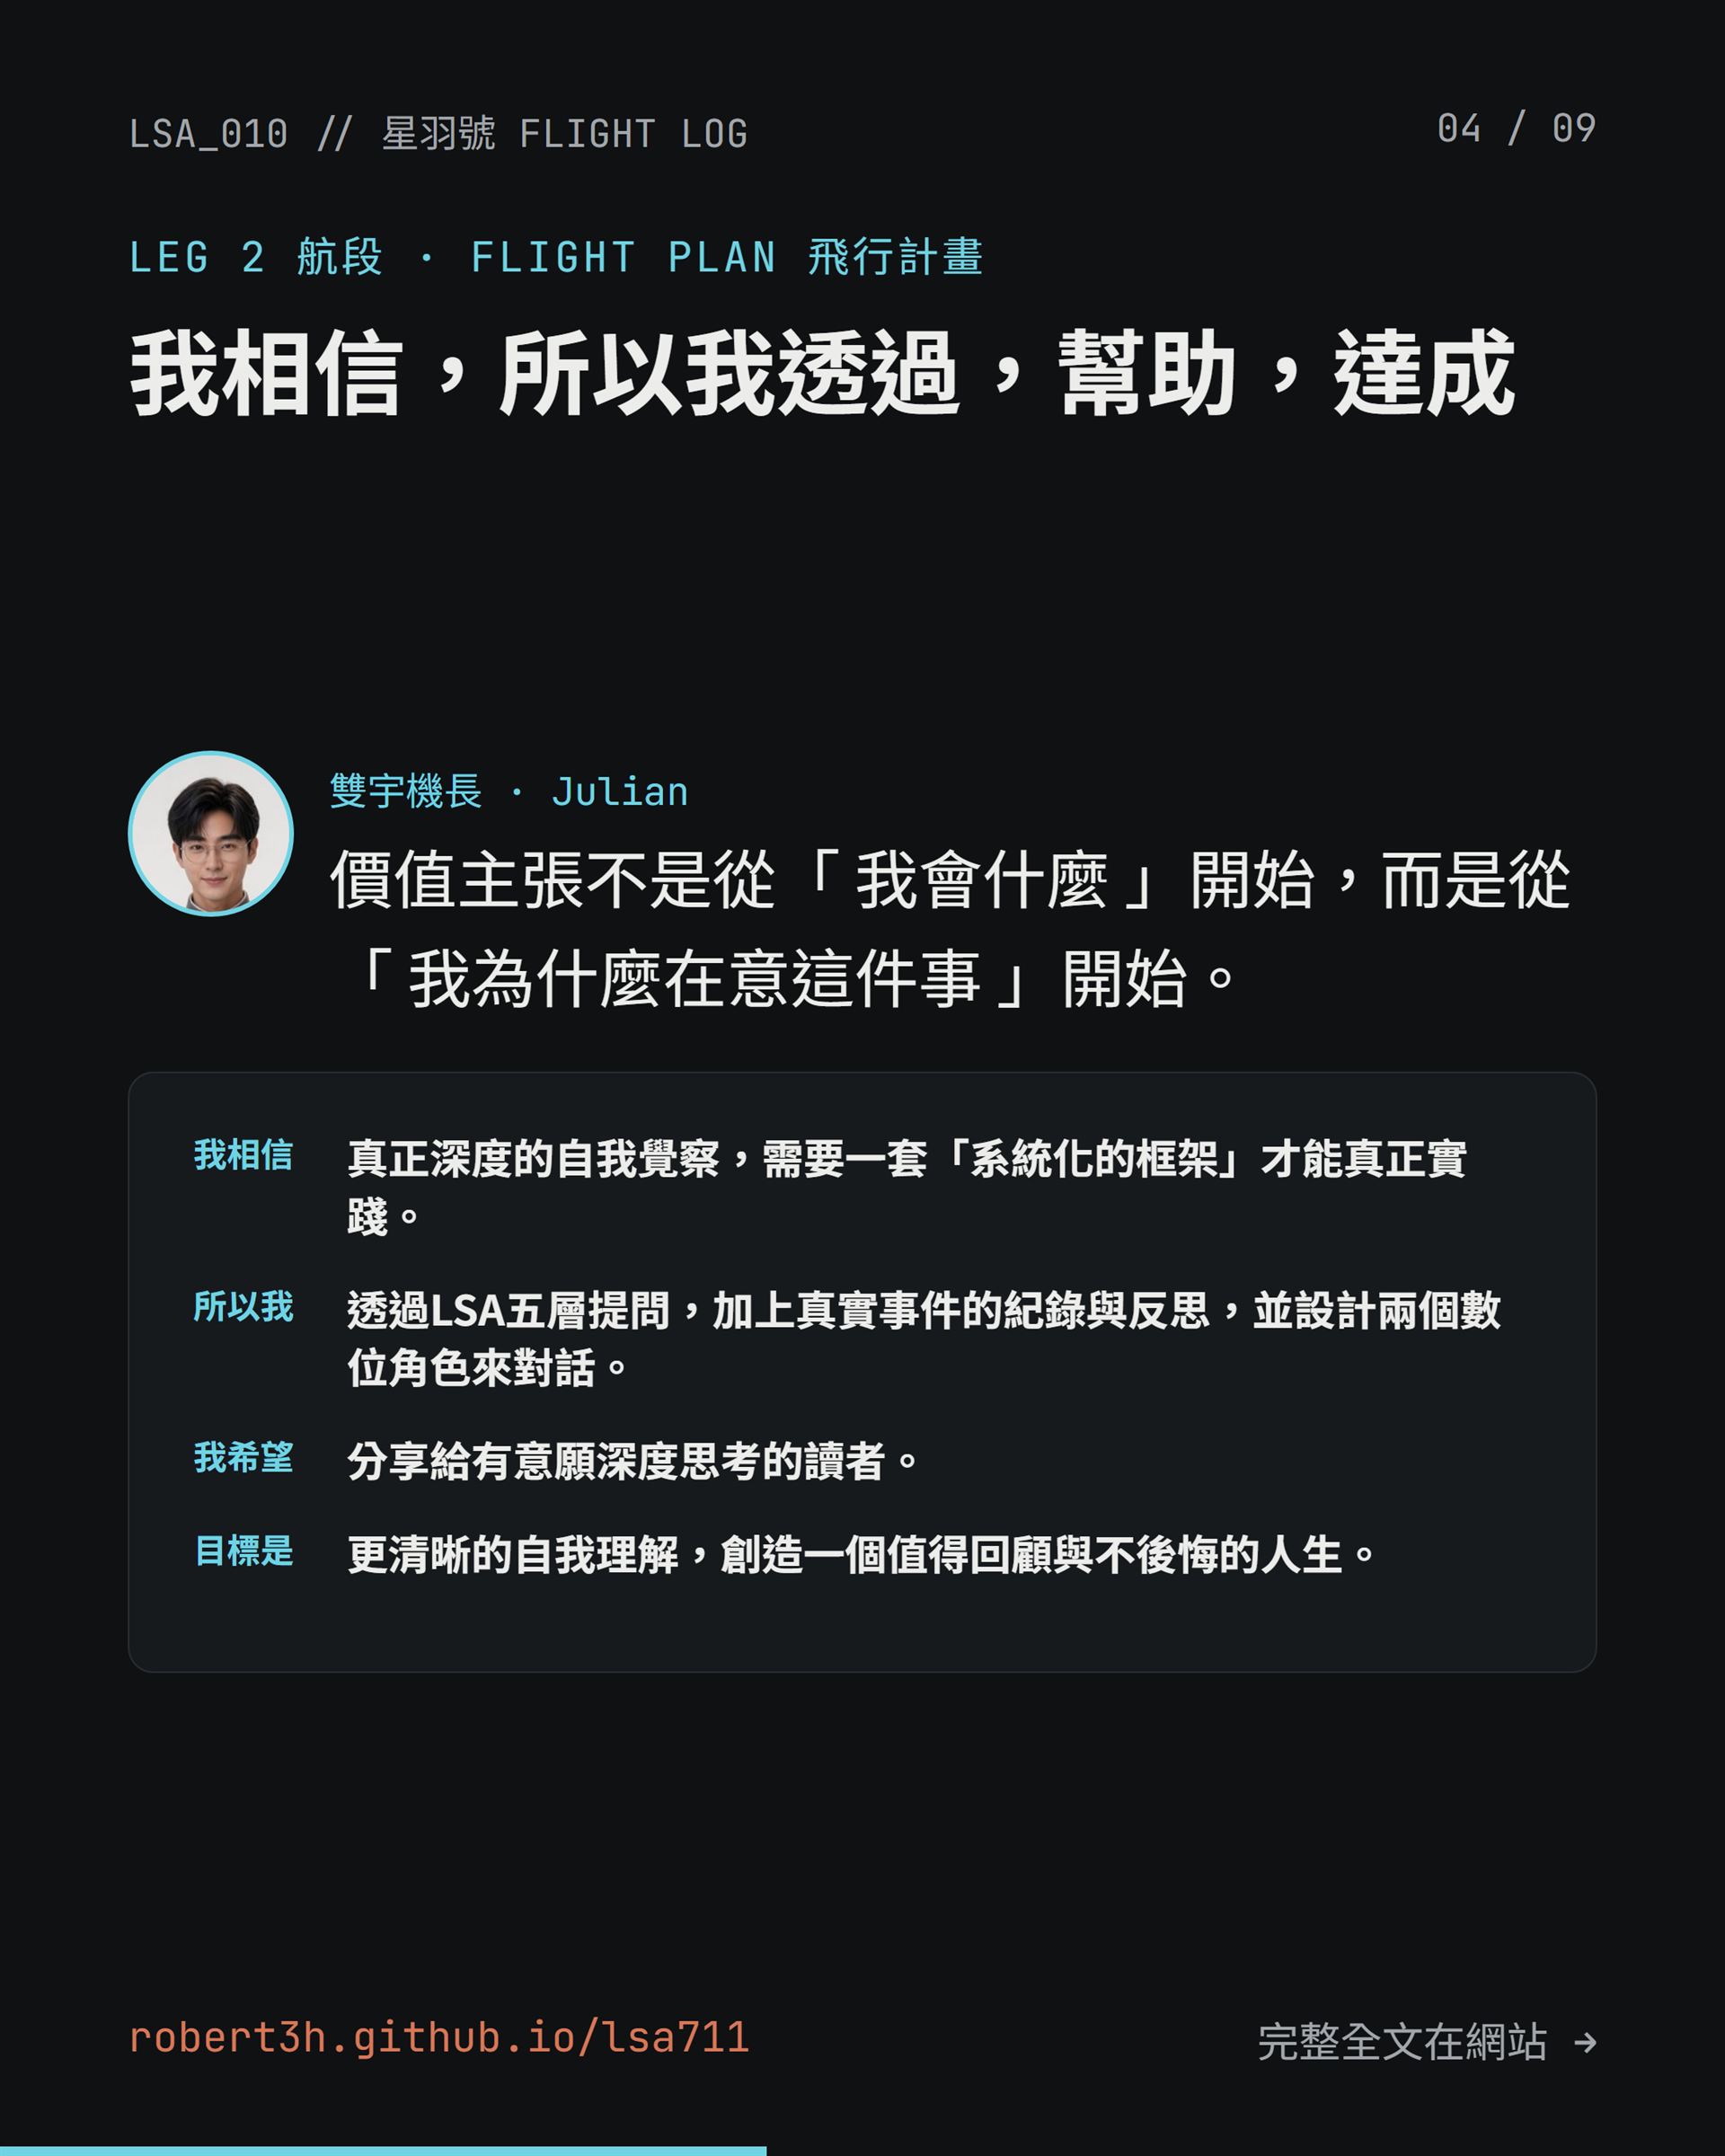 LSA_010 // 星羽號 FLIGHT LOG
04 / 09
LEG 2 航段 · FLIGHT PLAN 飛行計畫
我相信，所以我透過，幫助，達成
雙宇機長 · Julian
價值主張不是從「我會什麼」開始，而是從
「我為什麼在意這件事」開始。
我相信 真正深度的自我覺察，需要一套「系統化的框架」才能真正實
踐。
所以我 透過LSA五層提問，加上真實事件的紀錄與反思，並設計兩個數
位角色來對話。
我希望 分享給有意願深度思考的讀者。
目標是 更清晰的自我理解，創造一個值得回顧與不後悔的人生。
robert3h.github.io/lsa711
完整全文在網站 →